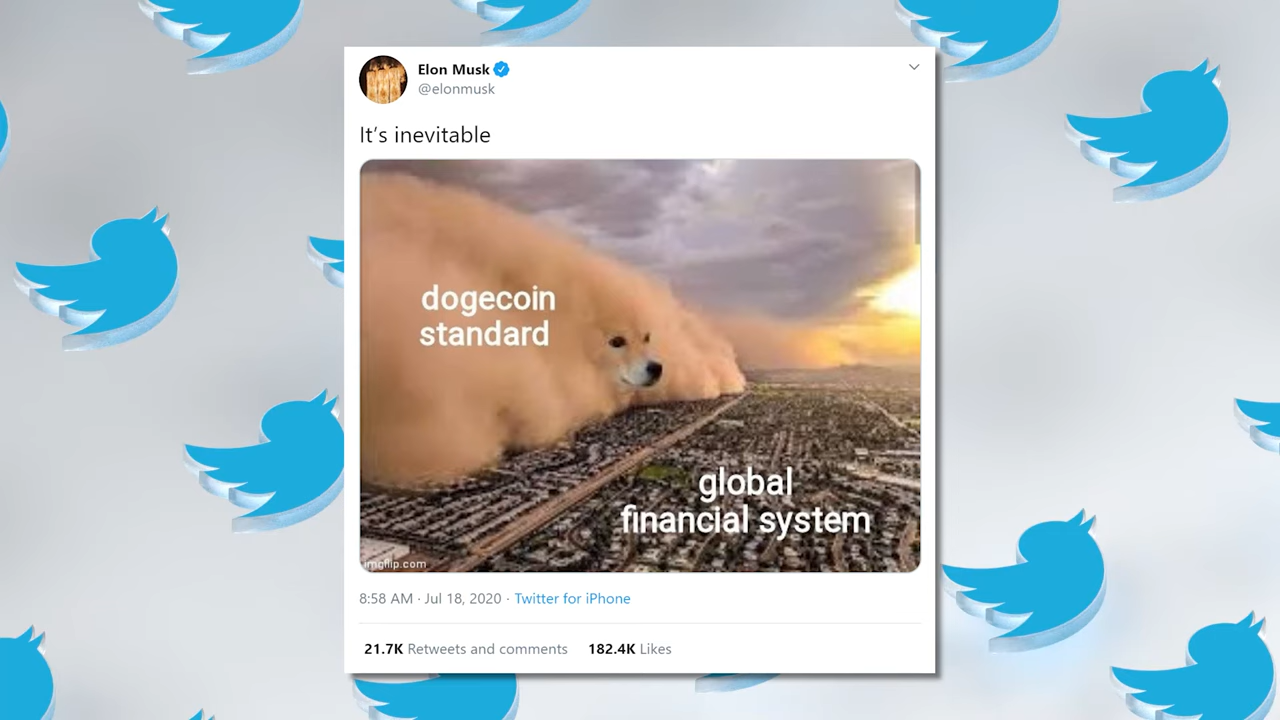 Elon Musk
@elonmusk
It's inevitable
dogecoin
standard
global
financial system
imgflip.com
8:58 AM · Jul 18, 2020 · Twitter for iPhone
21.7K Retweets and comments 182.4K Likes